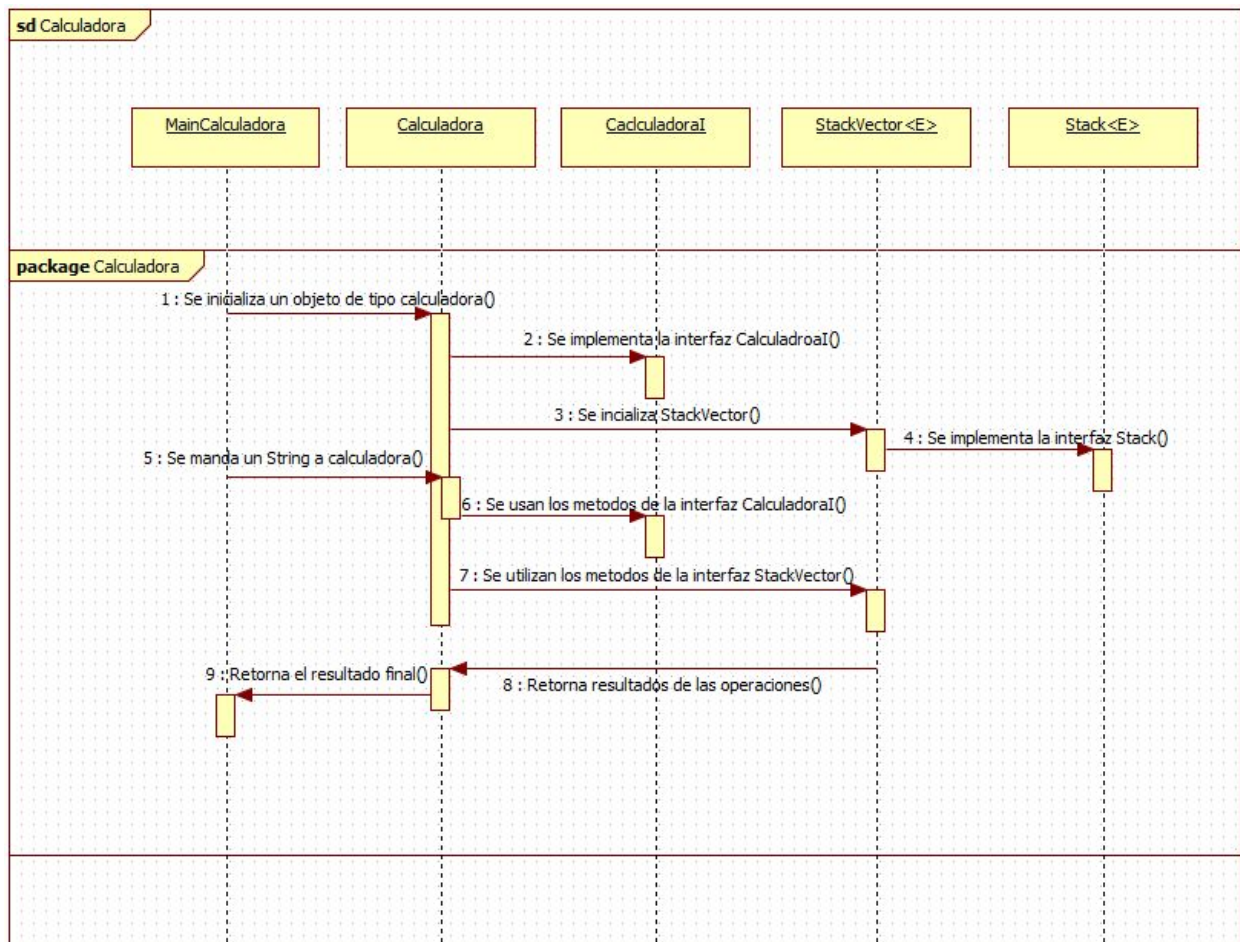 sd Calculadora
MainCalculadora
Calculadora
CaclculadoraI
StackVector<E>
Stack<E>
package Calculadora
1 : Se inicializa un objeto de tipo calculadora()
2 : Se implementa la interfaz CalculadroaI()
3 : Se incializa StackVector()
4 : Se implementa la interfaz Stack()
5 : Se manda un String a calculadora()
6 : Se usan los metodos de la interfaz CalculadoraI()
7 : Se utilizan los metodos de la interfaz StackVector()
9 : Retorna el resultado final()
8 : Retorna resultados de las operaciones()